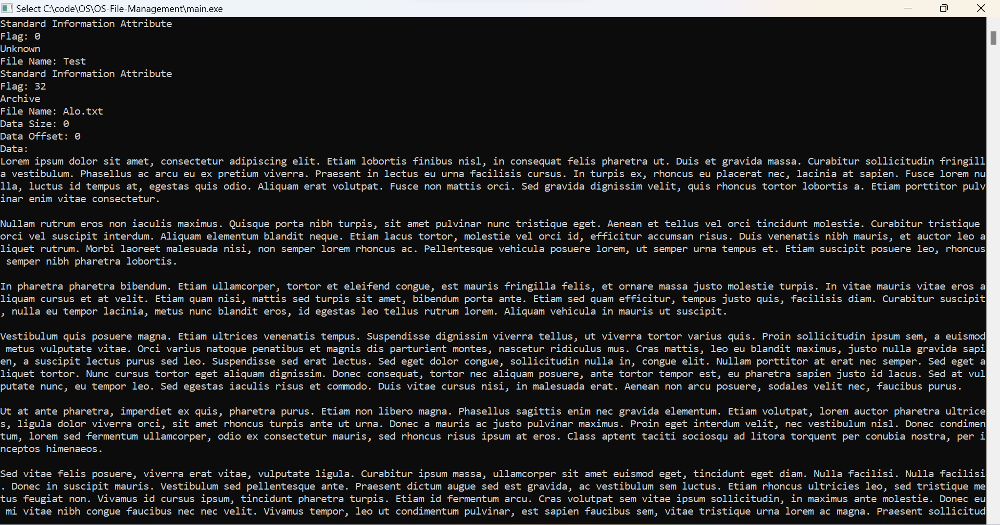 Select C:\code\OS\OS-File-Management\main.exe
Standard Information Attribute
Flag: 0
Unknown
File Name: Test
Standard Information Attribute
Flag: 32
Archive
File Name: Alo.txt
Data Size: 0
Data Offset: 0
Data:
Lorem ipsum dolor sit amet, consectetur adipiscing elit. Etiam lobortis finibus nisl, in consequat felis pharetra ut. Duis et gravida massa. Curabitur sollicitudin fringill
a vestibulum. Phasellus ac arcu eu ex pretium viverra. Praesent in lectus eu urna facilisis cursus. In turpis ex, rhoncus eu placerat nec, lacinia at sapien. Fusce lorem nu
lla, luctus id tempus at, egestas quis odio. Aliquam erat volutpat. Fusce non mattis orci. Sed gravida dignissim velit, quis rhoncus tortor lobortis a. Etiam porttitor pulv
inar enim vitae consectetur.
Nullam rutrum eros non iaculis maximus. Quisque porta nibh turpis, sit amet pulvinar nunc tristique eget. Aenean et tellus vel orci tincidunt molestie. Curabitur tristique
orci vel suscipit interdum. Aliquam elementum blandit neque. Etiam lacus tortor, molestie vel orci id, efficitur accumsan risus. Duis venenatis nibh mauris, et auctor leo a
liquet rutrum. Morbi laoreet malesuada nisi, non semper lorem rhoncus ac. Pellentesque vehicula posuere lorem, ut semper urna tempus et. Etiam suscipit posuere leo, rhoncus
semper nibh pharetra lobortis.
In pharetra pharetra bibendum. Etiam ullamcorper, tortor et eleifend congue, est mauris fringilla felis, et ornare massa justo molestie turpis. In vitae mauris vitae eros a
liquam cursus et at velit. Etiam quam nisi, mattis sed turpis sit amet, bibendum porta ante. Etiam sed quam efficitur, tempus justo quis, facilisis diam. Curabitur suscipit
, nulla eu tempor lacinia, metus nunc blandit eros, id egestas leo tellus rutrum lorem. Aliquam vehicula in mauris ut suscipit.
Vestibulum quis posuere magna. Etiam ultrices venenatis tempus. Suspendisse dignissim viverra tellus, ut viverra tortor varius quis. Proin sollicitudin ipsum sem, a euismod
metus vulputate vitae. Orci varius natoque penatibus et magnis dis parturient montes, nascetur ridiculus mus. Cras mattis, leo eu blandit maximus, justo nulla gravida sapi
en, a suscipit lectus purus sed leo. Suspendisse sed erat lectus. Sed eget dolor congue, sollicitudin nulla in, congue elit. Nullam porttitor at erat nec semper. Sed eget a
liquet tortor. Nunc cursus tortor eget aliquam dignissim. Donec consequat, tortor nec aliquam posuere, ante tortor tempor est, eu pharetra sapien justo id lacus. Sed at vul
putate nunc, eu tempor leo. Sed egestas iaculis risus et commodo. Duis vitae cursus nisi, in malesuada erat. Aenean non arcu posuere, sodales velit nec, faucibus purus.
Ut at ante pharetra, imperdiet ex quis, pharetra purus. Etiam non libero magna. Phasellus sagittis enim nec gravida elementum. Etiam volutpat, lorem auctor pharetra ultrice
s, ligula dolor viverra orci, sit amet rhoncus turpis ante ut urna. Donec a mauris ac justo pulvinar maximus. Proin eget interdum velit, nec vestibulum nisl. Donec condimen
tum, lorem sed fermentum ullamcorper, odio ex consectetur mauris, sed rhoncus risus ipsum at eros. Class aptent taciti sociosqu ad litora torquent per conubia nostra, per i
nceptos himenaeos.
Sed vitae felis posuere, viverra erat vitae, vulputate ligula. Curabitur ipsum massa, ullamcorper sit amet euismod eget, tincidunt eget diam. Nulla facilisi. Nulla facilisi
. Donec in suscipit mauris. Vestibulum sed pellentesque ante. Praesent dictum augue sed est gravida, ac vestibulum sem luctus. Etiam rhoncus ultricies leo, sed tristique me
tus feugiat non. Vivamus id cursus ipsum, tincidunt pharetra turpis. Etiam id fermentum arcu. Cras volutpat sem vitae ipsum sollicitudin, in maximus ante molestie. Donec eu
mi vitae nibh congue faucibus nec nec velit. Vivamus tempor, leo ut condimentum pulvinar, est sapien faucibus sem, vitae tristique urna lorem ac magna. Praesent sollicitud